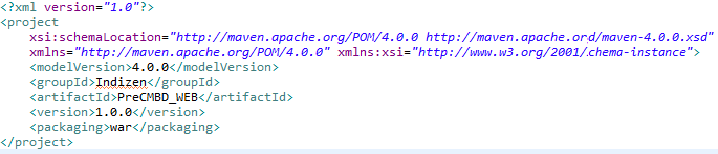 <?xml version="1.0"?>
<project
xsi:schemaLocation="http://maven.apache.org/POM/4.0.0 http://maven.apache.ord/maven-4.0.0.xsd"
xmlns="http://maven.apache.org/POM/4.0.0" xmlns:xsi="http://www.w3.org/2001/.chema-instance">
<modelVersion>4.0.0</modelVersion>
<groupId>Indizen</groupId>
<artifactId>PreCMBD_WEB</artifactId>
<version>1.0.0</version>
<packaging>war</packaging>
</project>